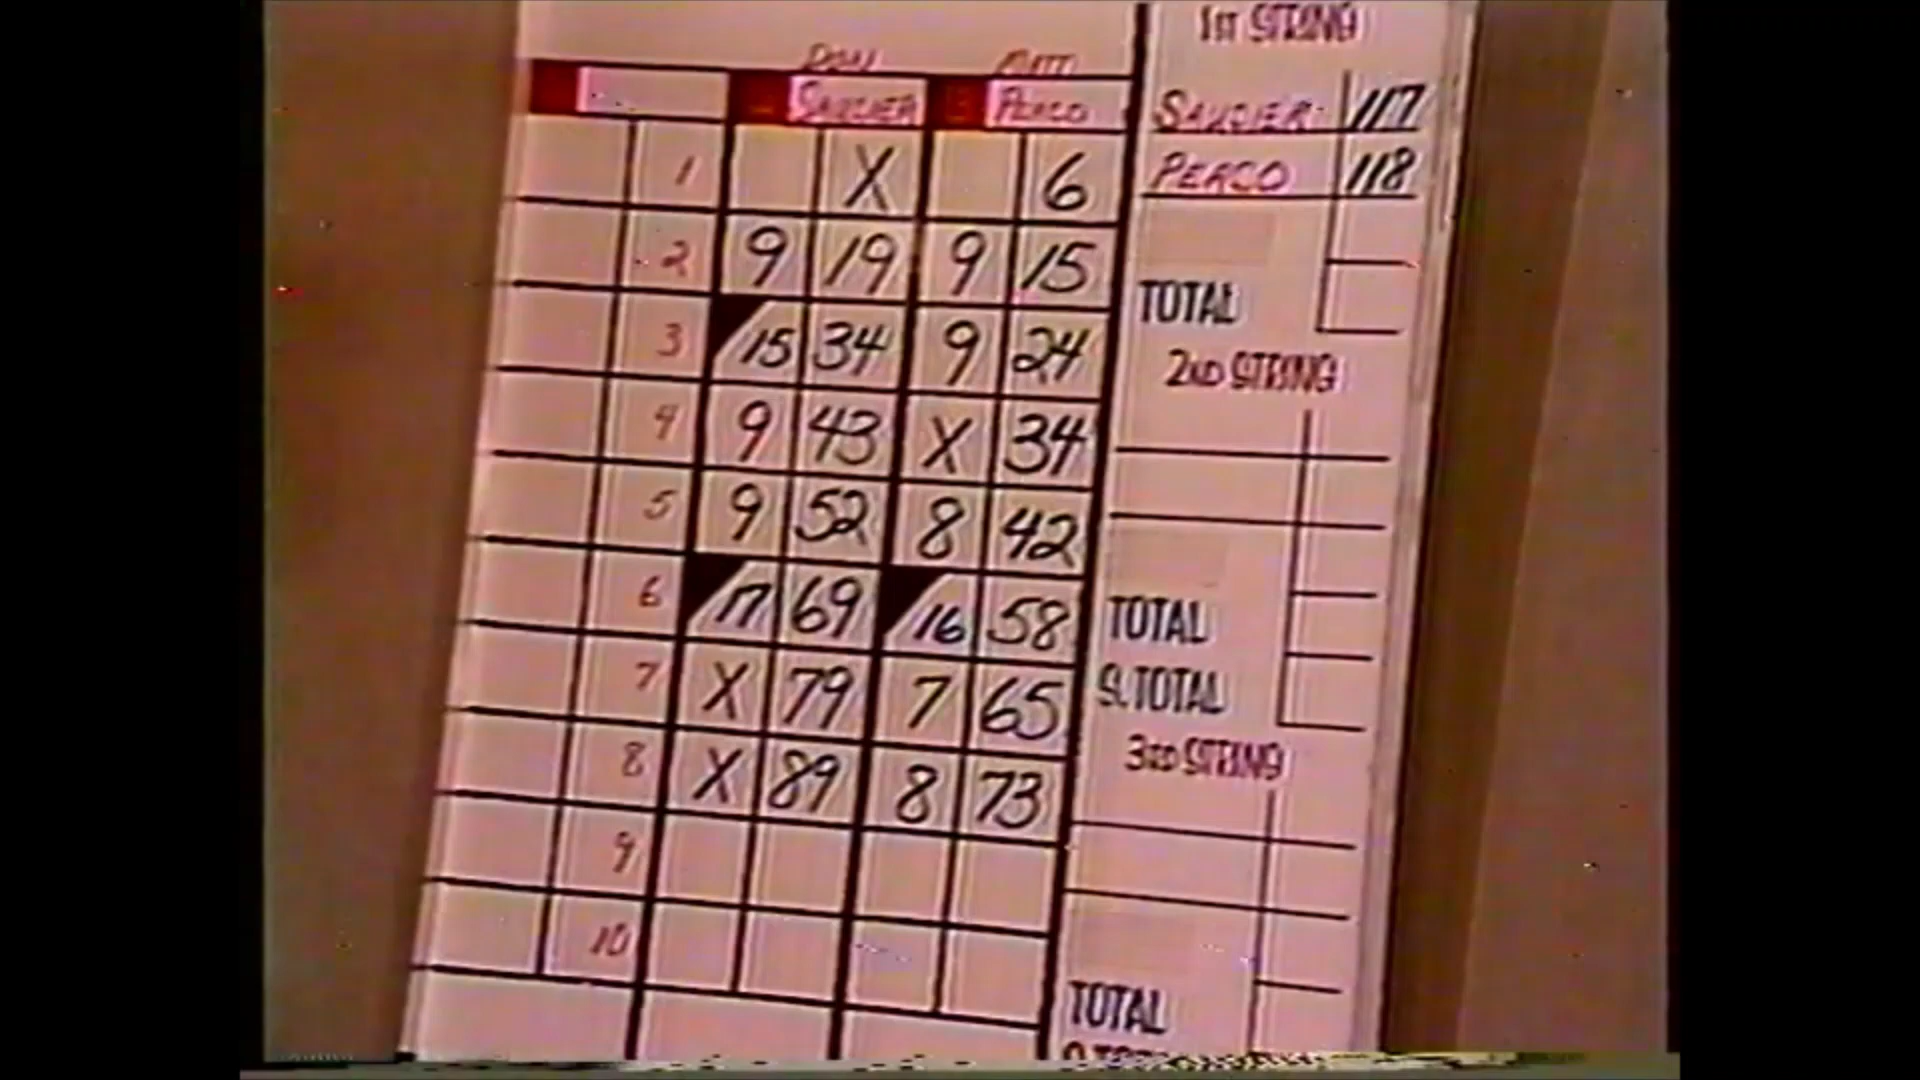 1ST STRING
DON MATT
SAUCIER PERCO SAUCIER 117
1 X 6 PERCO 118
2 9 19 9 15
TOTAL
3 15 34 9 24
2ND STRING
4 9 43 X 34
5 9 52 8 42
6 17 69 16 58 TOTAL
7 X 79 7 65 S. TOTAL
8 X 89 8 73 3RD STRING
9
10
TOTAL